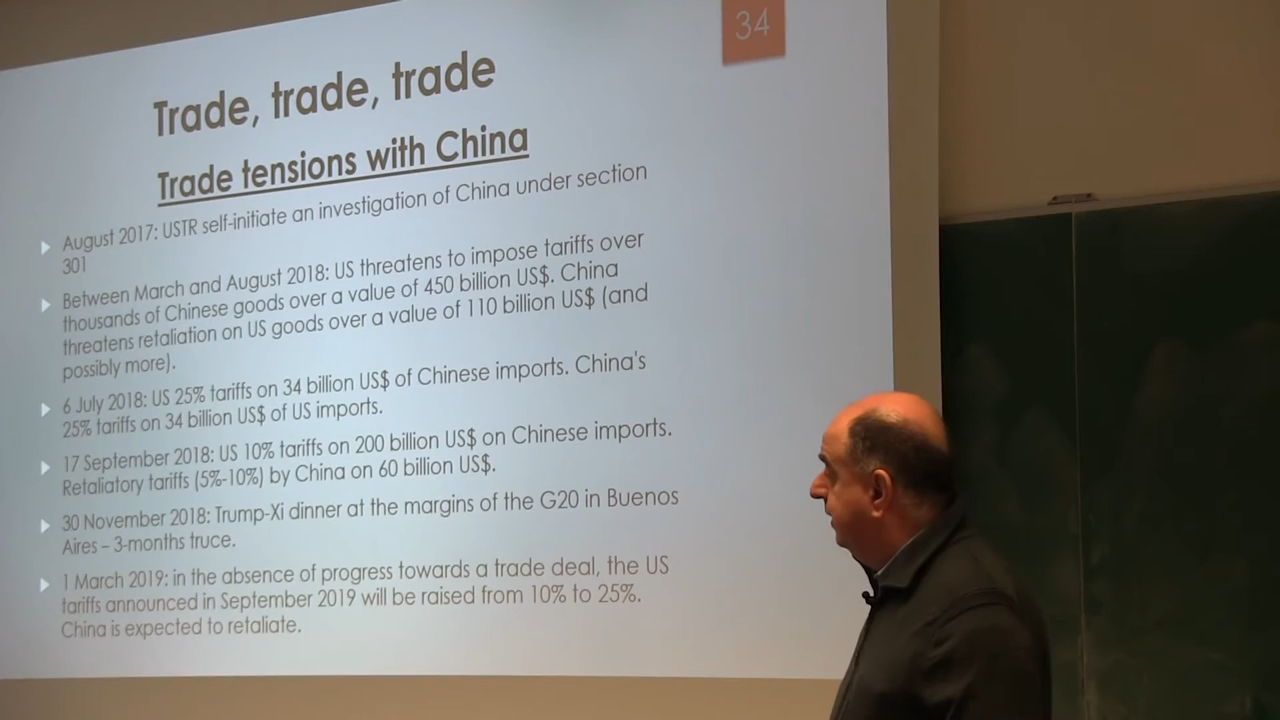 34
Trade, trade, trade
Trade tensions with China
August 2017: USTR self-initiate an investigation of China under section
301
Between March and August 2018: US threatens to impose tariffs over
thousands of Chinese goods over a value of 450 billion US$. China
threatens retaliation on US goods over a value of 110 billion US$ (and
possibly more).
6 July 2018: US 25% tariffs on 34 billion US$ of Chinese imports. China's
25% tariffs on 34 billion US$ of US imports.
17 September 2018: US 10% tariffs on 200 billion US$ on Chinese imports.
Retaliatory tariffs (5%-10%) by China on 60 billion US$.
30 November 2018: Trump-Xi dinner at the margins of the G20 in Buenos
Aires – 3-months truce.
1 March 2019: in the absence of progress towards a trade deal, the US
tariffs announced in September 2019 will be raised from 10% to 25%.
China is expected to retaliate.